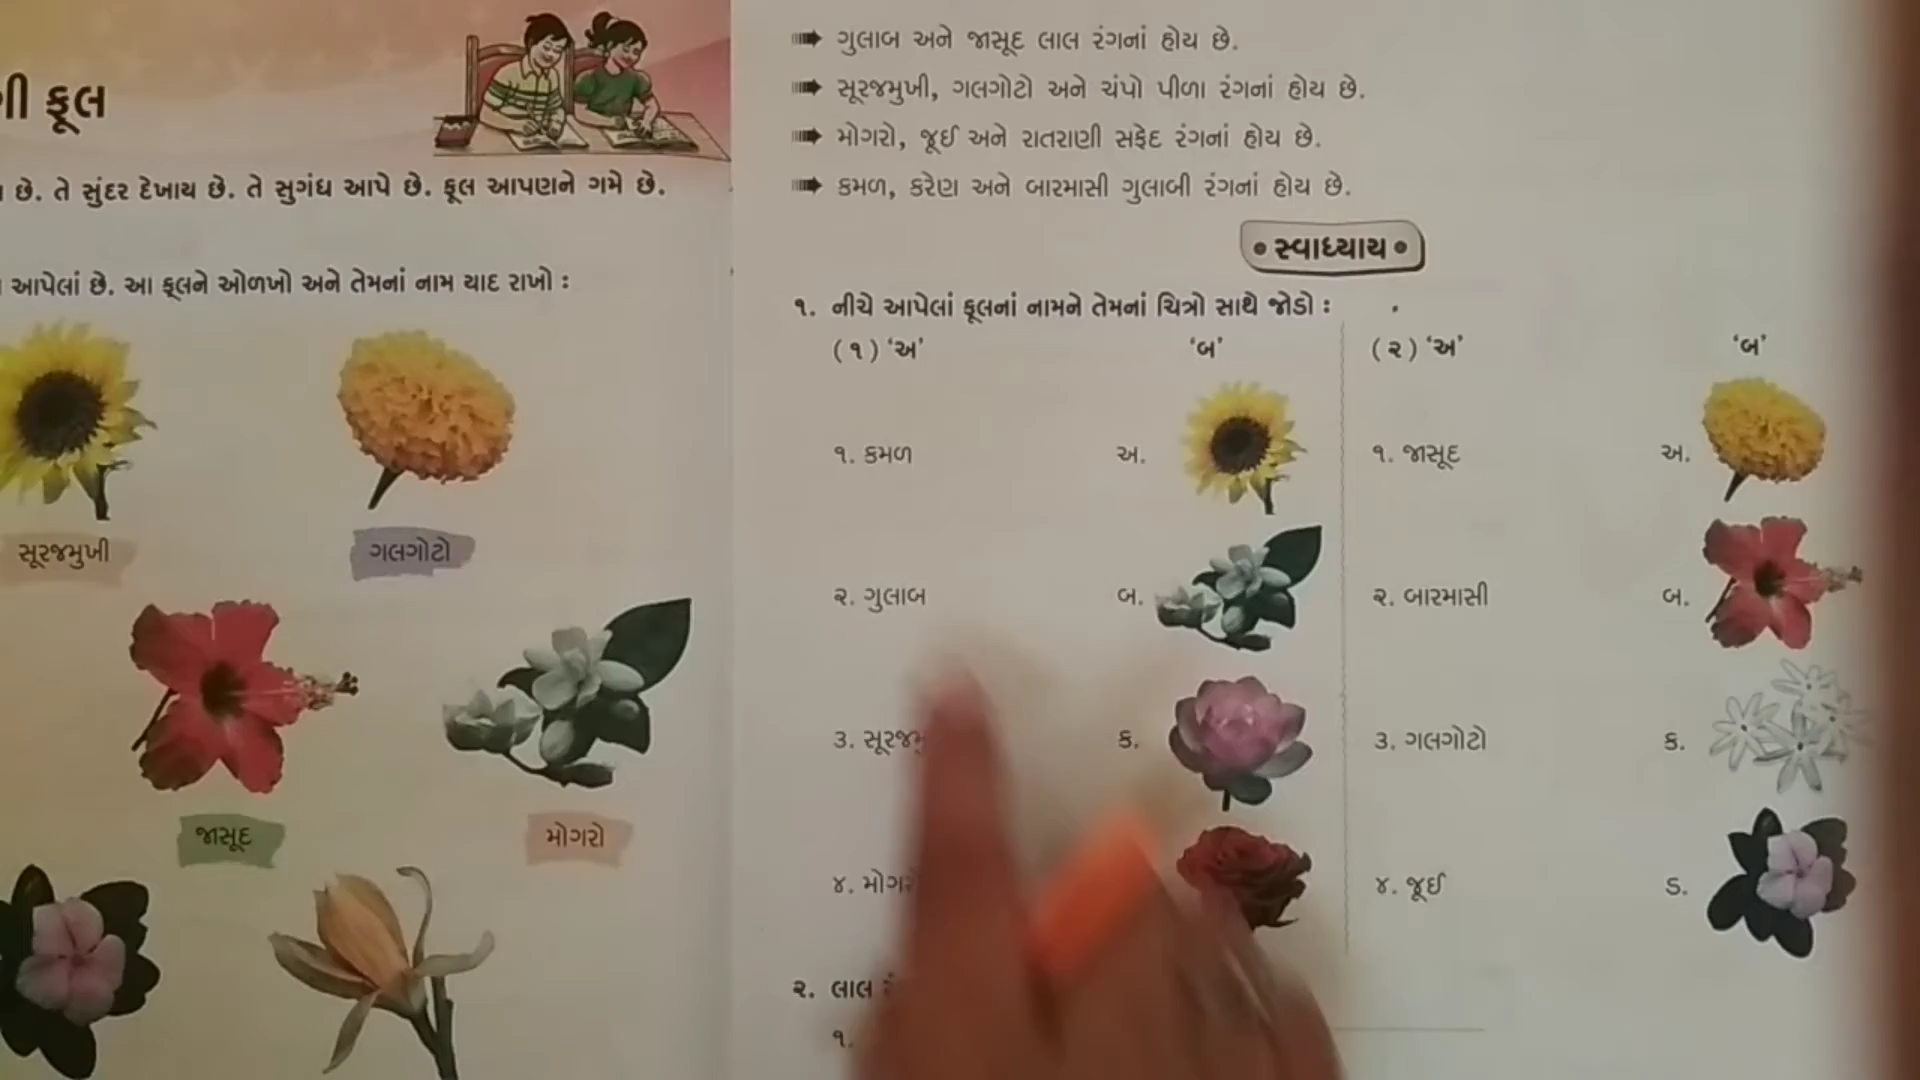 ફૂલ
છે. તે સુંદર દેખાય છે. તે સુગંધ આપે છે. ફૂલ આપણને ગમે છે.
આપેલાં છે. આ ફૂલને ઓળખો અને તેમનાં નામ યાદ રાખો :
સૂરજમુખી
ગલગોટો
જાસૂદ
મોગરો
ગુલાબ અને જાસૂદ લાલ રંગનાં હોય છે.
સૂરજમુખી, ગલગોટો અને ચંપો પીળા રંગનાં હોય છે.
મોગરો, જૂઈ અને રાતરાણી સફેદ રંગનાં હોય છે.
કમળ, કરેણ અને બારમાસી ગુલાબી રંગનાં હોય છે.
• સ્વાધ્યાય •
૧. નીચે આપેલાં ફૂલનાં નામને તેમનાં ચિત્રો સાથે જોડો :
(૧) ‘અ’ ‘બ’ (૨) ‘અ’ ‘બ’
૧. કમળ અ. ૧. જાસૂદ અ.
૨. ગુલાબ બ. ૨. બારમાસી બ.
૩. ક. ૩. ગલગોટો ક.
૪. ૪. જૂઈ ડ.
૨. લાલ
૧.